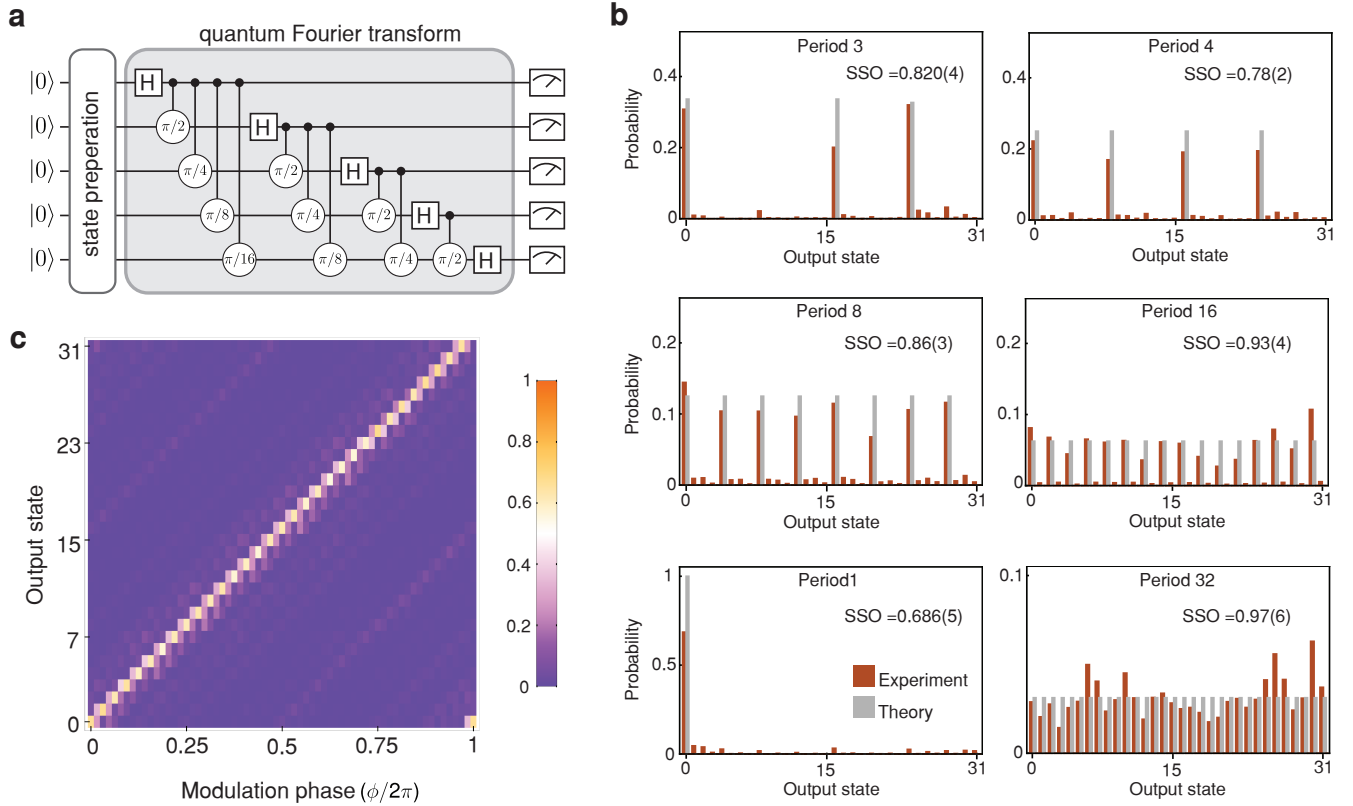 a
quantum Fourier transform
state preperation
|0⟩
|0⟩
|0⟩
|0⟩
|0⟩
H
π/2
π/4
π/8
π/16
H
π/2
π/4
π/8
H
π/2
π/4
H
π/2
H
b
Period 3
SSO =0.820(4)
Probability
0.4
0.2
0
0
15
31
Output state
Period 4
SSO=0.78(2)
0.4
0.2
0
0
15
31
Output state
Period 8
SSO =0.86(3)
Probability
0.2
0.1
0
0
15
31
Output state
Period 16
SSO =0.93(4)
0.2
0.1
0
0
15
31
Output state
Period1
SSO =0.686(5)
Probability
1
0.5
0
0
15
31
Output state
Experiment
Theory
Period 32
SSO =0.97(6)
0.1
0
0
15
31
Output state
c
Output state
31
23
15
7
0
0
0.25
0.5
0.75
1
Modulation phase (ϕ/2π)
1
0.8
0.6
0.4
0.2
0